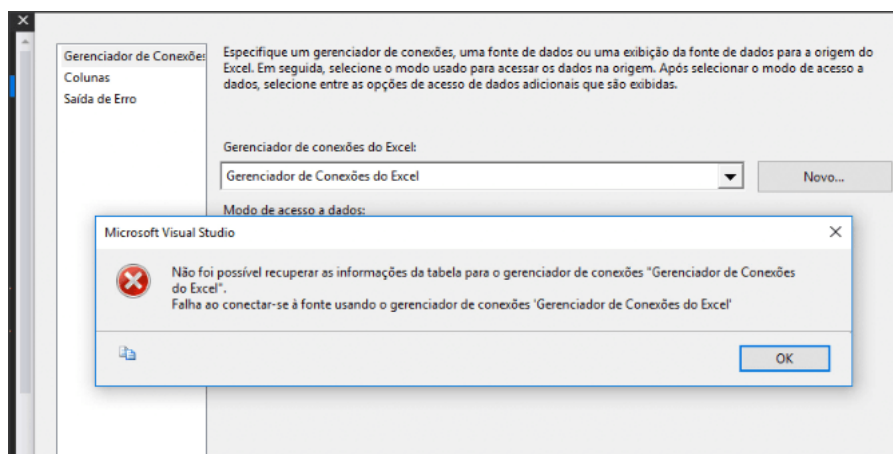 Gerenciador de Conexões
Colunas
Saída de Erro
Especifique um gerenciador de conexões, uma fonte de dados ou uma exibição da fonte de dados para a origem do
Excel. Em seguida, selecione o modo usado para acessar os dados na origem. Após selecionar o modo de acesso a
dados, selecione entre as opções de acesso de dados adicionais que são exibidas.
Gerenciador de conexões do Excel:
Gerenciador de Conexões do Excel
Novo...
Modo de acesso a dados:
Microsoft Visual Studio
Não foi possível recuperar as informações da tabela para o gerenciador de conexões "Gerenciador de Conexões
do Excel".
Falha ao conectar-se à fonte usando o gerenciador de conexões 'Gerenciador de Conexões do Excel'
OK